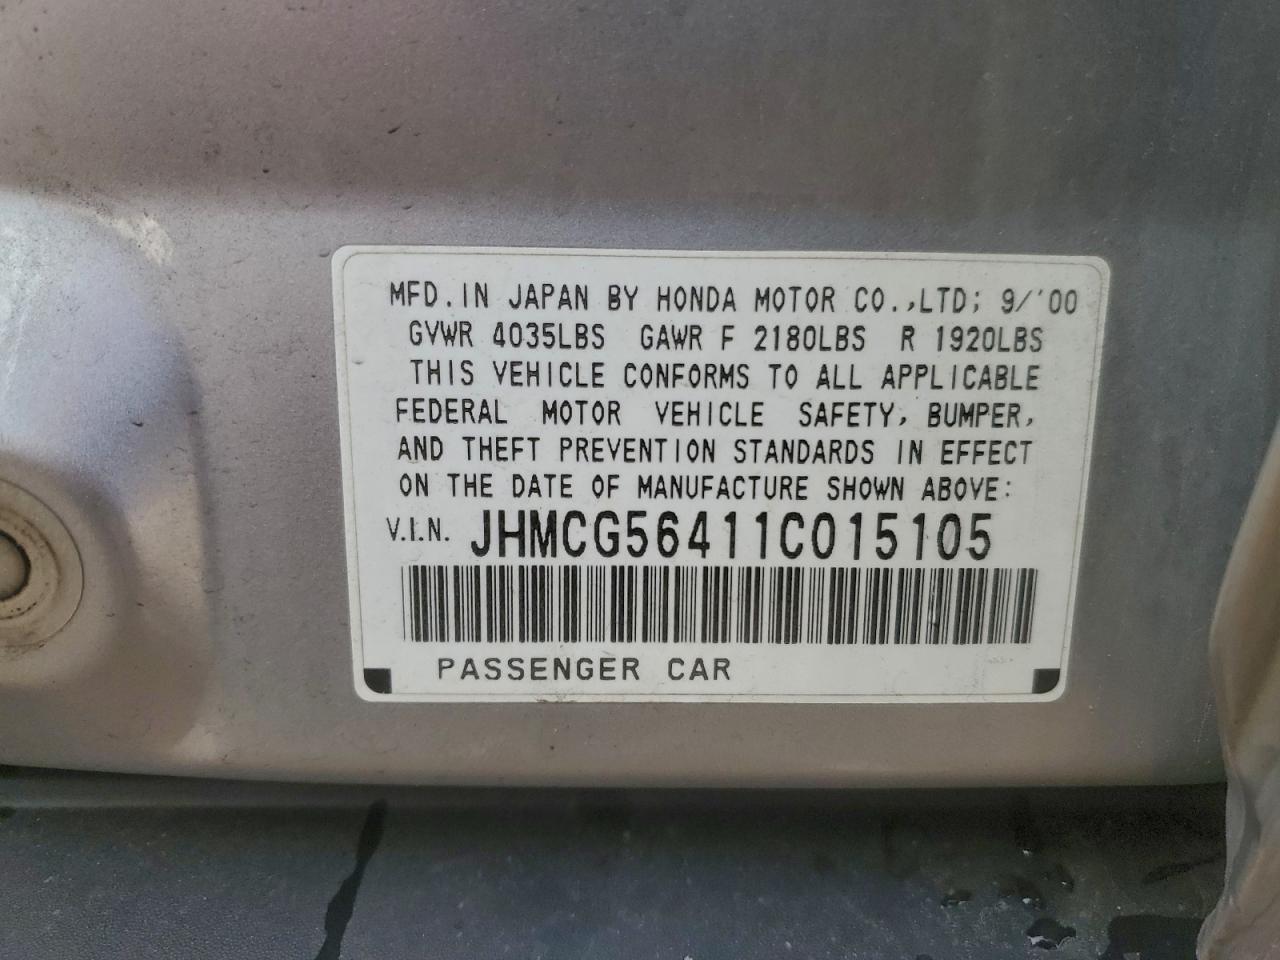 MFD. IN JAPAN BY HONDA MOTOR CO.,LTD; 9/'00
GVWR 4035LBS GAWR F 2180LBS R 1920LBS
THIS VEHICLE CONFORMS TO ALL APPLICABLE
FEDERAL MOTOR VEHICLE SAFETY, BUMPER,
AND THEFT PREVENTION STANDARDS IN EFFECT
ON THE DATE OF MANUFACTURE SHOWN ABOVE:
V.I.N. JHMCG56411C015105
PASSENGER CAR